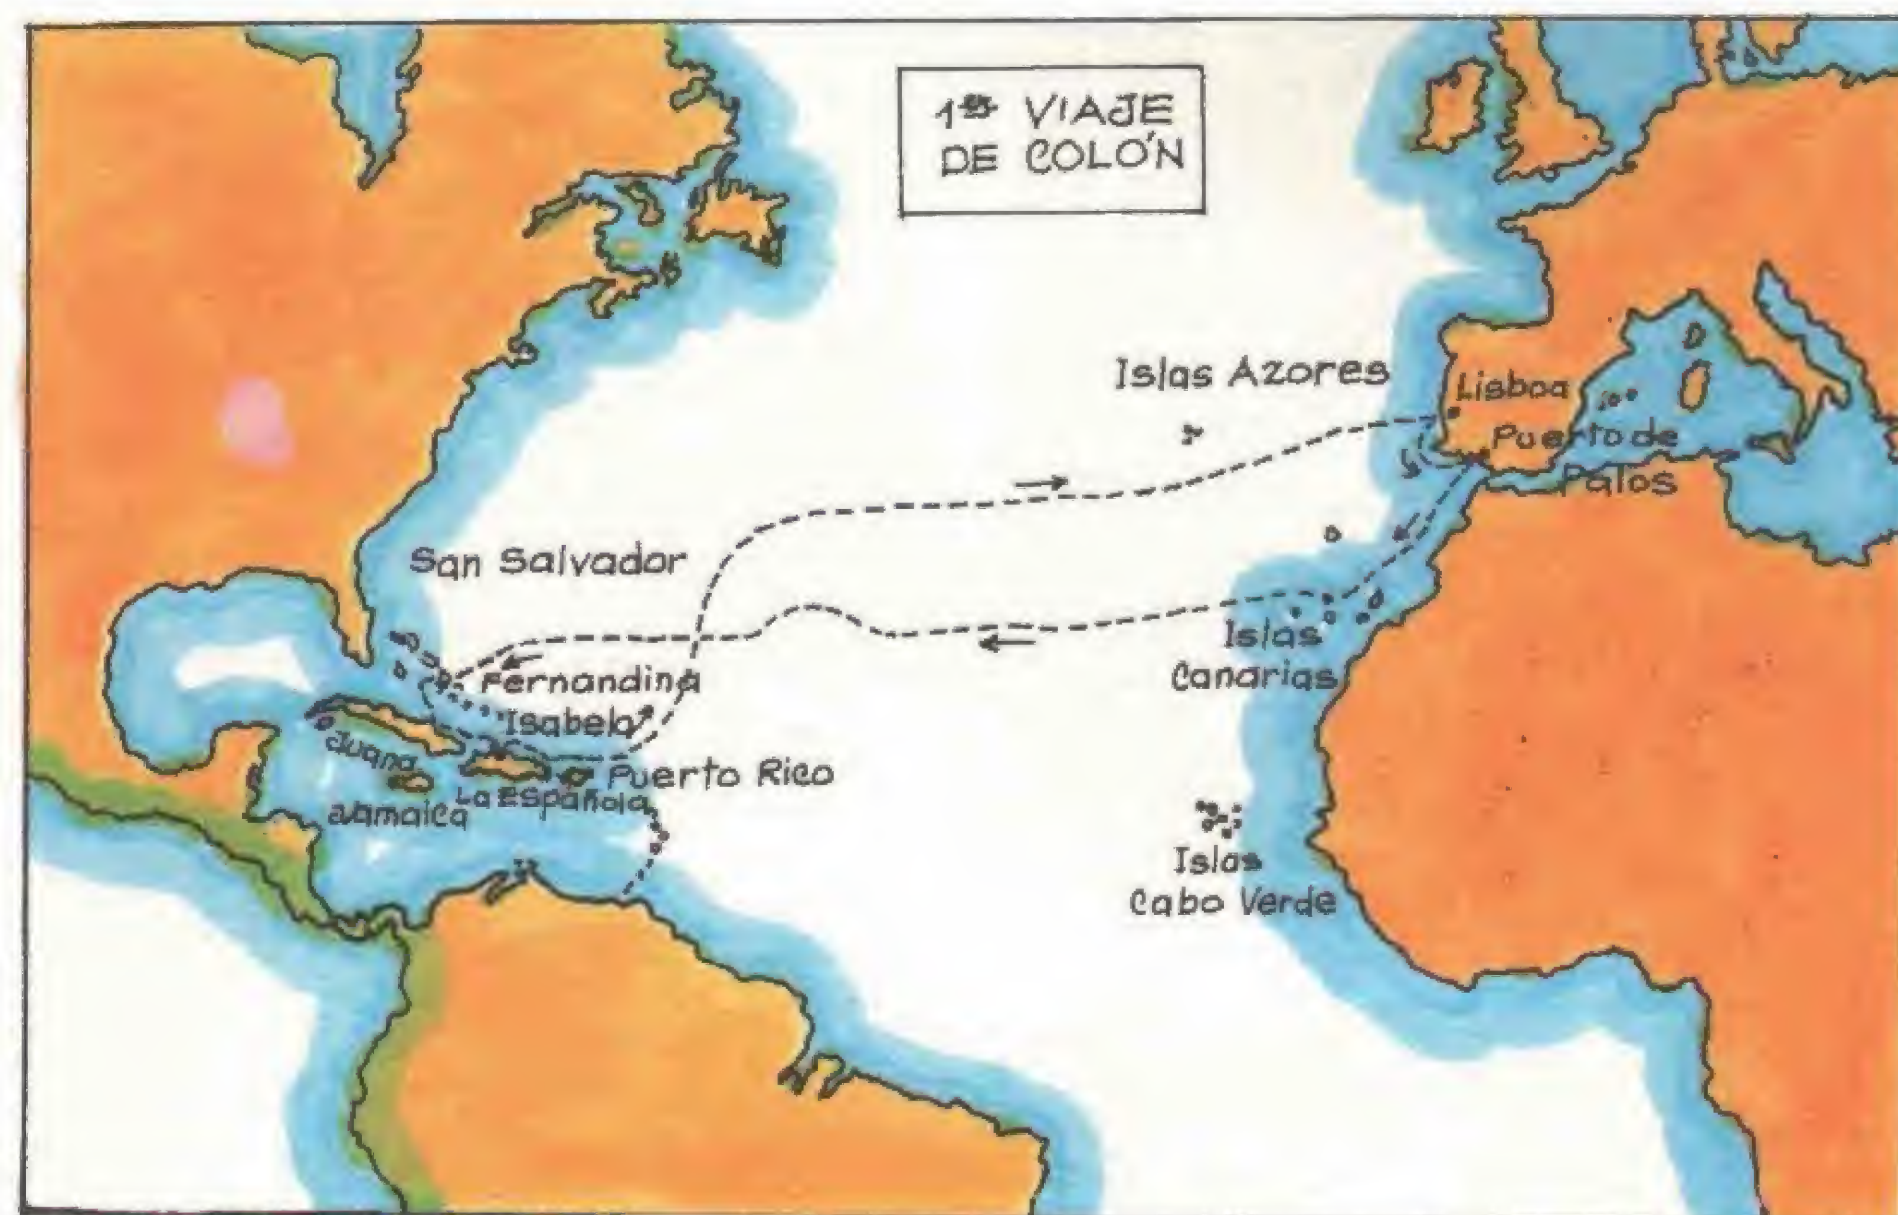 1er VIAJE
DE COLÓN
Islas Azores
Lisboa
Puerto de
Palos
San Salvador
Islas
Canarias
Fernandina
Isabela
Juana
Puerto Rico
La Española
Jamaica
Islas
Cabo Verde